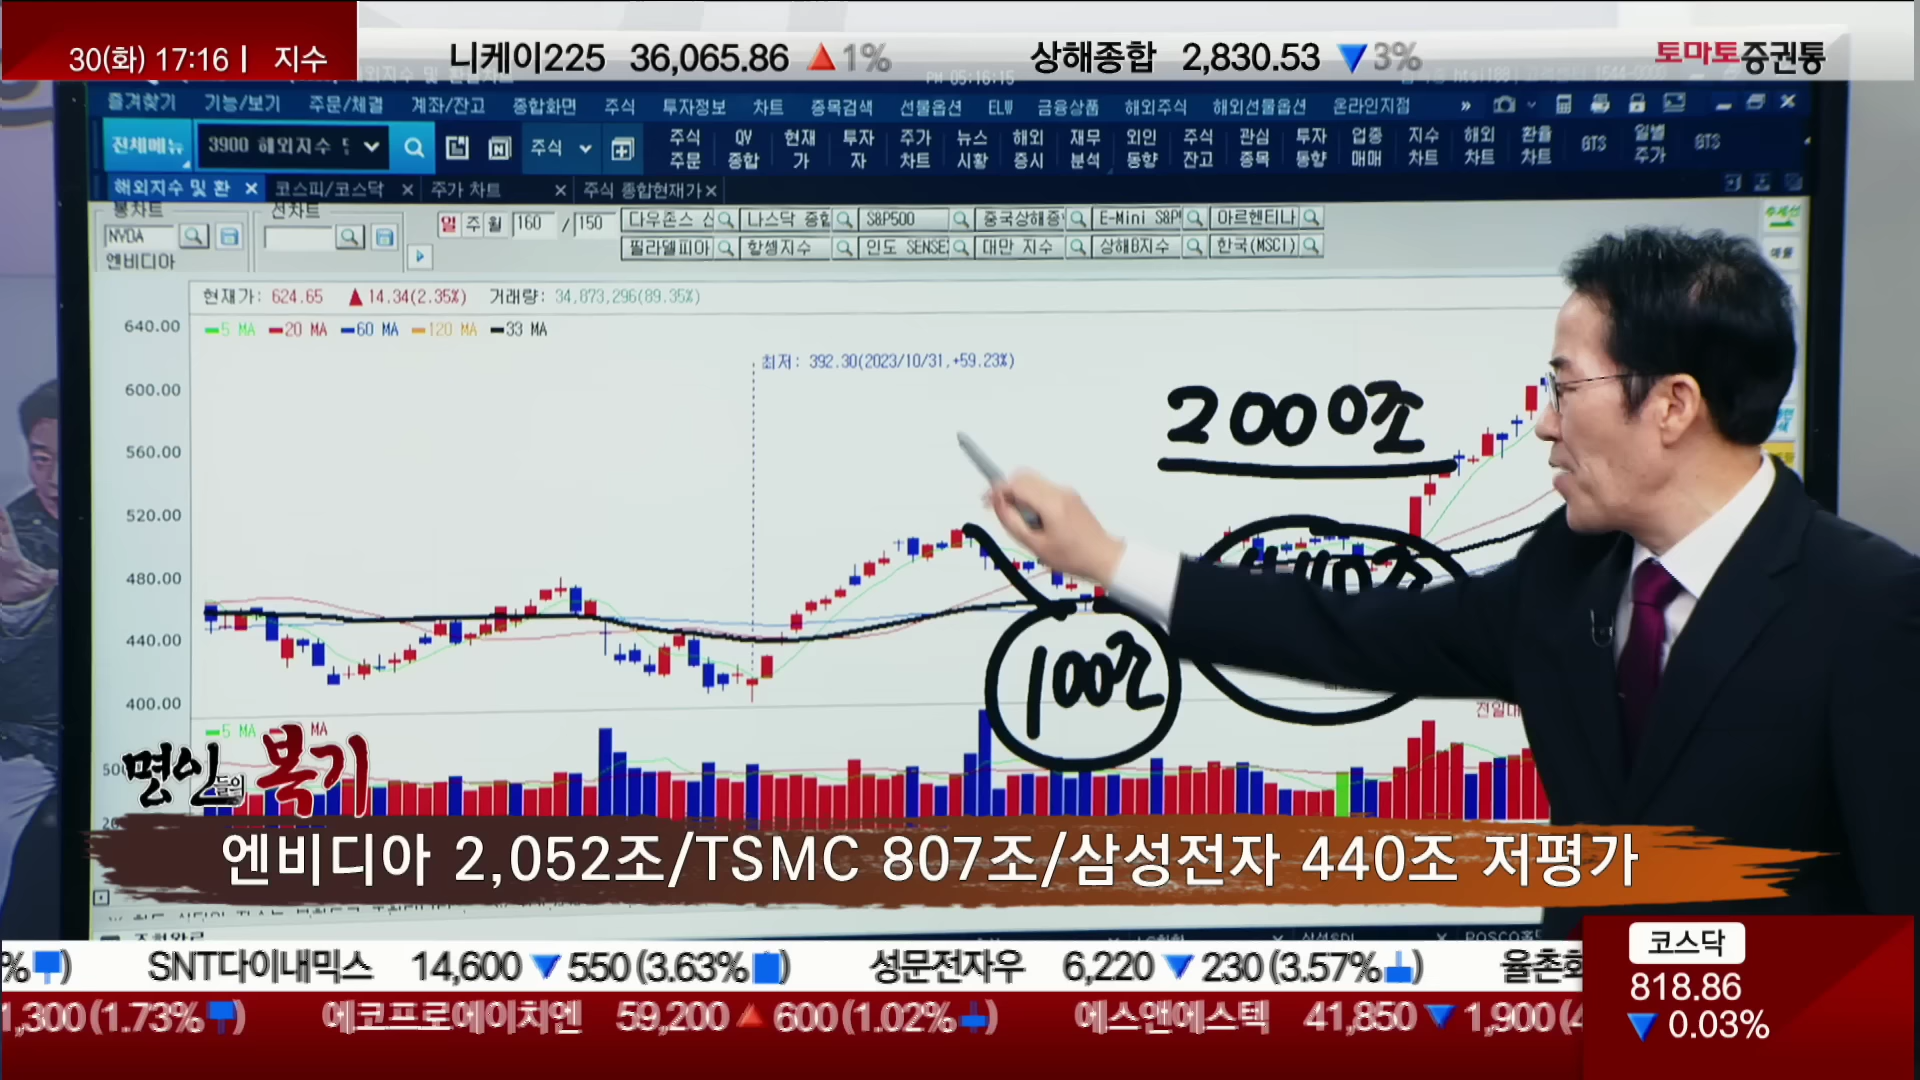 30(화) 17:16 | 지수 니케이225 36,065.86 ▲1% 상해종합 2,830.53 ▼3% 토마토증권통
PM 05:16:15
즐겨찾기 기능/보기 주문/체결 계좌/잔고 종합화면 주식 투자정보 차트 종목검색 선물옵션 ELW 금융상품 해외주식 해외선물옵션 온라인지점 »
전체메뉴 3900 해외지수 주식 주식주문 QV종합 현재가 투자자 주가차트 뉴스시황 해외증시 재무분석 외인동향 주식잔고 관심종목 투자동향 업종매매 지수차트 해외차트 환율차트 GTS 일별주가 GTS
해외지수 및 환 × 코스피/코스닥 × 주가 차트 × 주식 종합현재가 ×
봉차트 선차트
NVDA 일 주 월 160 / 150 다우존스 나스닥 종합 S&P500 중국상해종 E-Mini S&P 아르헨티나
엔비디아 필라델피아 항셍지수 인도 SENSE 대만 지수 상해B지수 한국(MSCI)
현재가: 624.65 ▲14.34(2.35%) 거래량: 34,873,296(89.35%)
5 MA 20 MA 60 MA 120 MA 33 MA
640.00
최저: 392.30(2023/10/31,+59.23%)
600.00
2000조
560.00
520.00
480.00
440.00
100조
400.00
5 MA MA
명인들의 복기
엔비디아 2,052조/TSMC 807조/삼성전자 440조 저평가
SNT다이내믹스 14,600 ▼550(3.63%) 성문전자우 6,220 ▼230(3.57%) 율촌화
1,300(1.73%) 에코프로에이치엔 59,200 ▲600(1.02%) 에스앤에스텍 41,850 ▼1,900(4
코스닥
818.86
▼0.03%